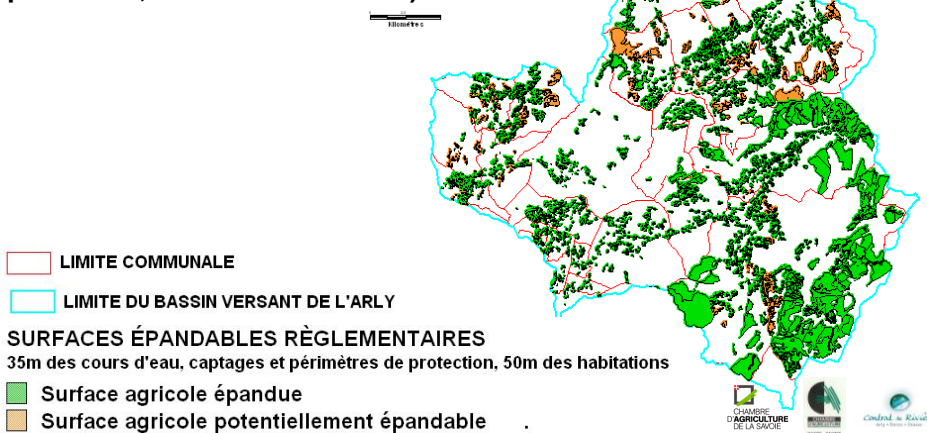 Kilométres
LIMITE COMMUNALE
LIMITE DU BASSIN VERSANT DE L'ARLY
SURFACES ÉPANDABLES RÈGLEMENTAIRES
35m des cours d'eau, captages et périmètres de protection, 50m des habitations
Surface agricole épandue
Surface agricole potentiellement épandable .
CHAMBRE
D'AGRICULTURE
DE LA SAVOIE